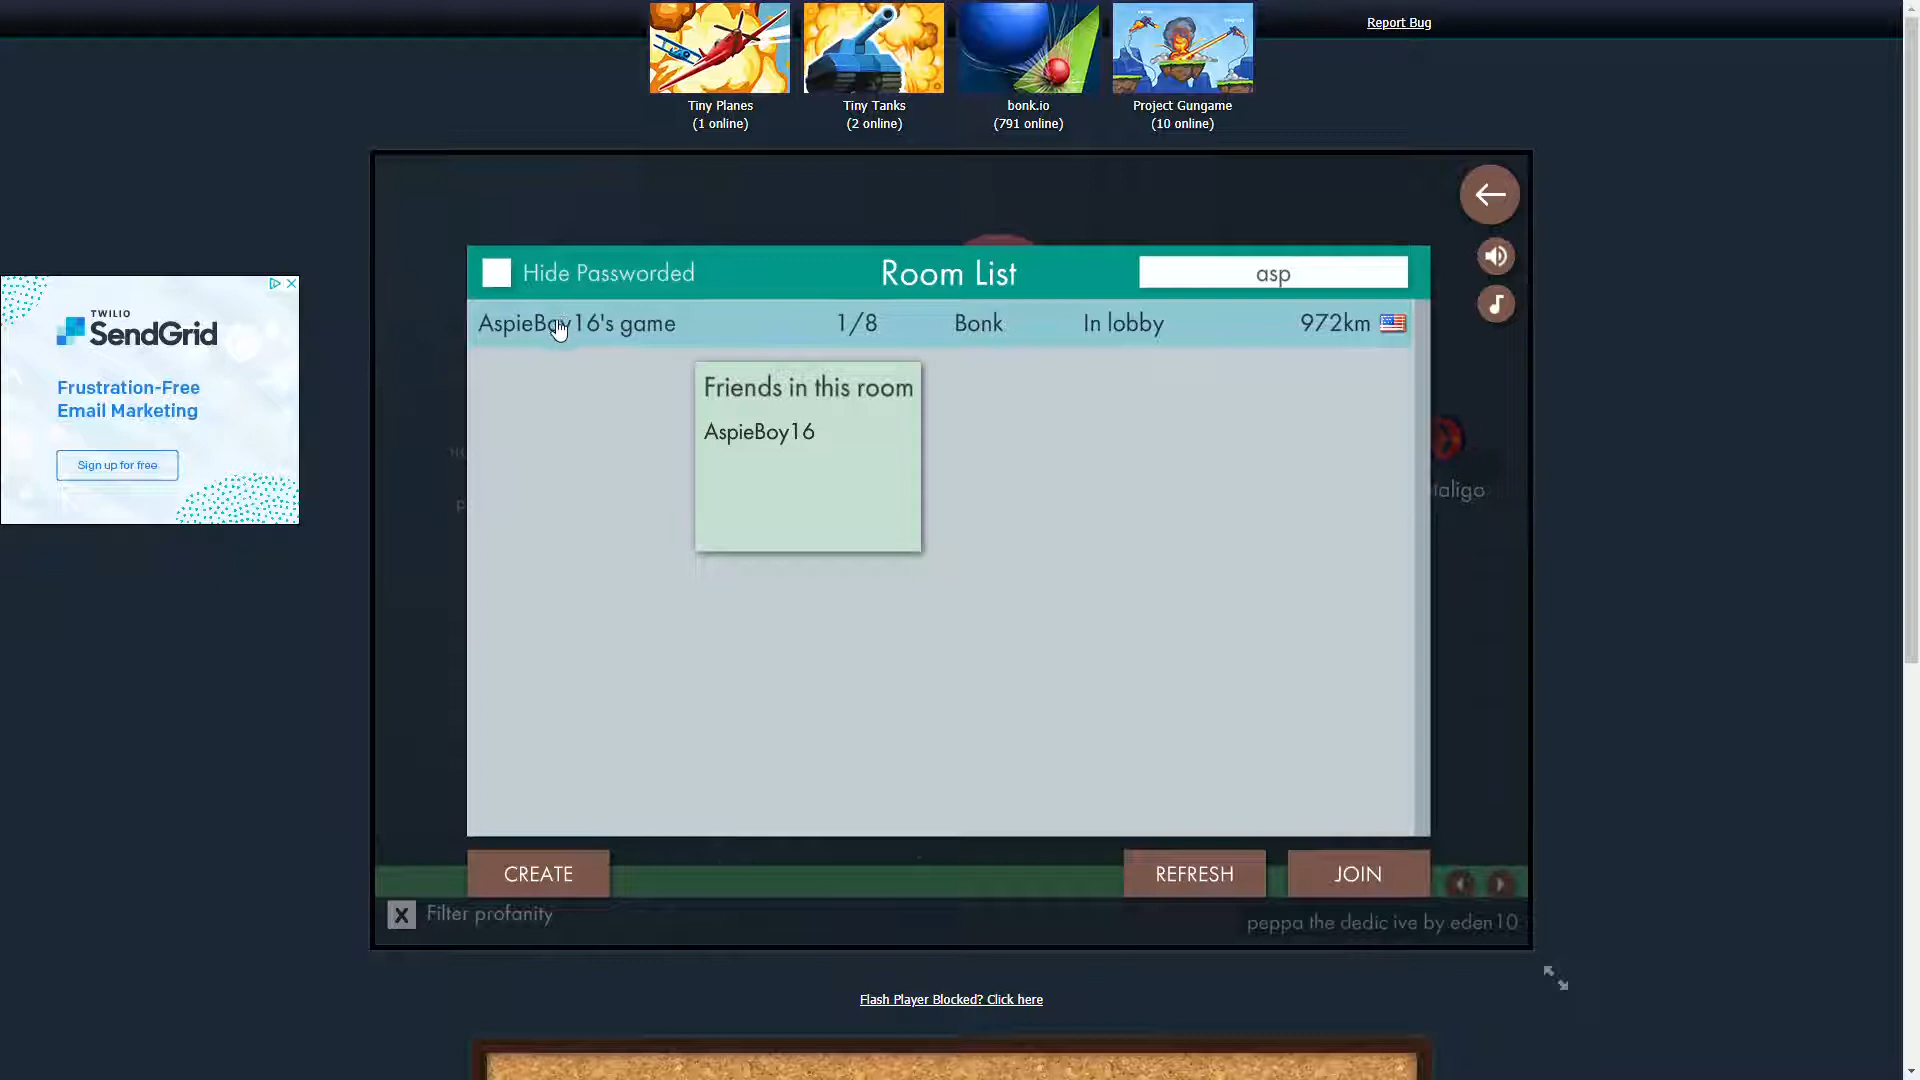 Report Bug
Tiny Planes
(1 online)
Tiny Tanks
(2 online)
bonk.io
(791 online)
Project Gungame
(10 online)
Hide Passworded
Room List
asp
AspieBoy16's game 1/8 Bonk In lobby 972km
Friends in this room
AspieBoy16
TWILIO
SendGrid
Frustration-Free
Email Marketing
Sign up for free
CREATE
REFRESH
JOIN
X Filter profanity
peppa the dedic ive by eden10
Flash Player Blocked? Click here